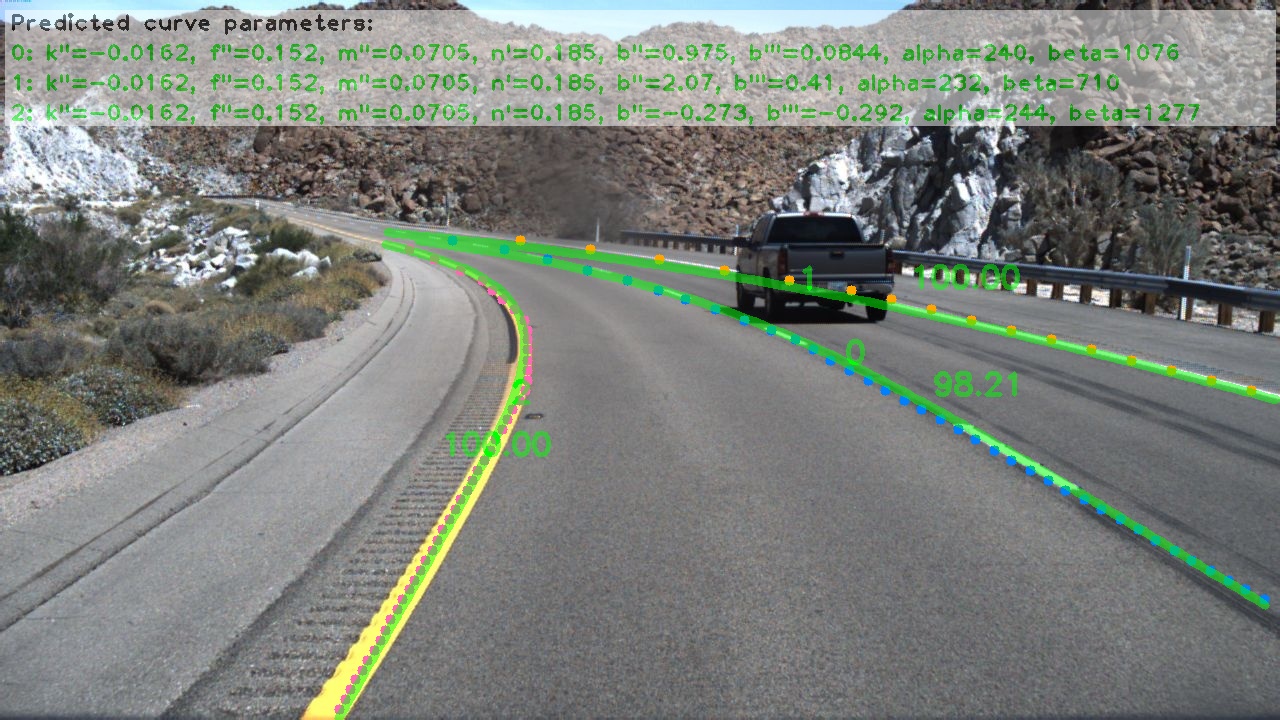 Predicted curve parameters:
0: k''=-0.0162, f''=0.152, m''=0.0705, n'=0.185, b''=0.975, b'''=0.0844, alpha=240, beta=1076
1: k''=-0.0162, f''=0.152, m''=0.0705, n'=0.185, b''=2.07, b'''=0.41, alpha=232, beta=710
2: k''=-0.0162, f''=0.152, m''=0.0705, n'=0.185, b''=-0.273, b'''=-0.292, alpha=244, beta=1277
1 100.00
0
98.21
2
100.00